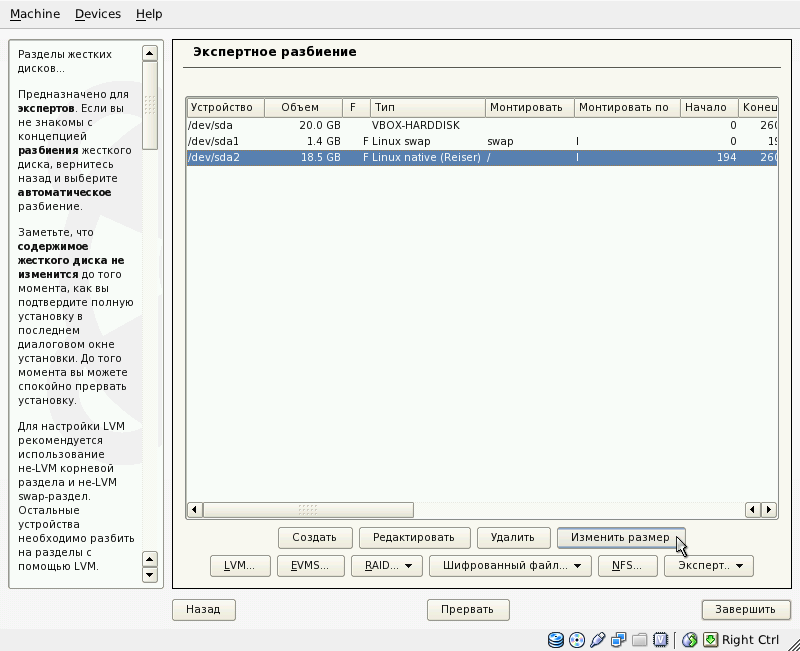 Machine Devices Help
Разделы жестких
дисков...
Предназначено для
экспертов. Если вы
не знакомы с
концепцией
разбиения жесткого
диска, вернитесь
назад и выберите
автоматическое
разбиение.
Заметьте, что
содержимое
жесткого диска не
изменится до того
момента, как вы
подтвердите полную
установку в
последнем
диалоговом окне
установки. До того
момента вы можете
спокойно прервать
установку.
Для настройки LVM
рекомендуется
использование
не-LVM корневой
раздела и не-LVM
swap-раздел.
Остальные
устройства
необходимо разбить
на разделы с
помощью LVM.
Экспертное разбиение
Устройство Объем F Тип Монтировать Монтировать по Начало Конец
/dev/sda 20.0 GB VBOX-HARDDISK 0 260
/dev/sda1 1.4 GB F Linux swap swap I 0 19
/dev/sda2 18.5 GB F Linux native (Reiser) / I 194 260
Создать Редактировать Удалить Изменить размер
LVM... EVMS... RAID... Шифрованный файл... NFS... Эксперт..
Назад Прервать Завершить
Right Ctrl